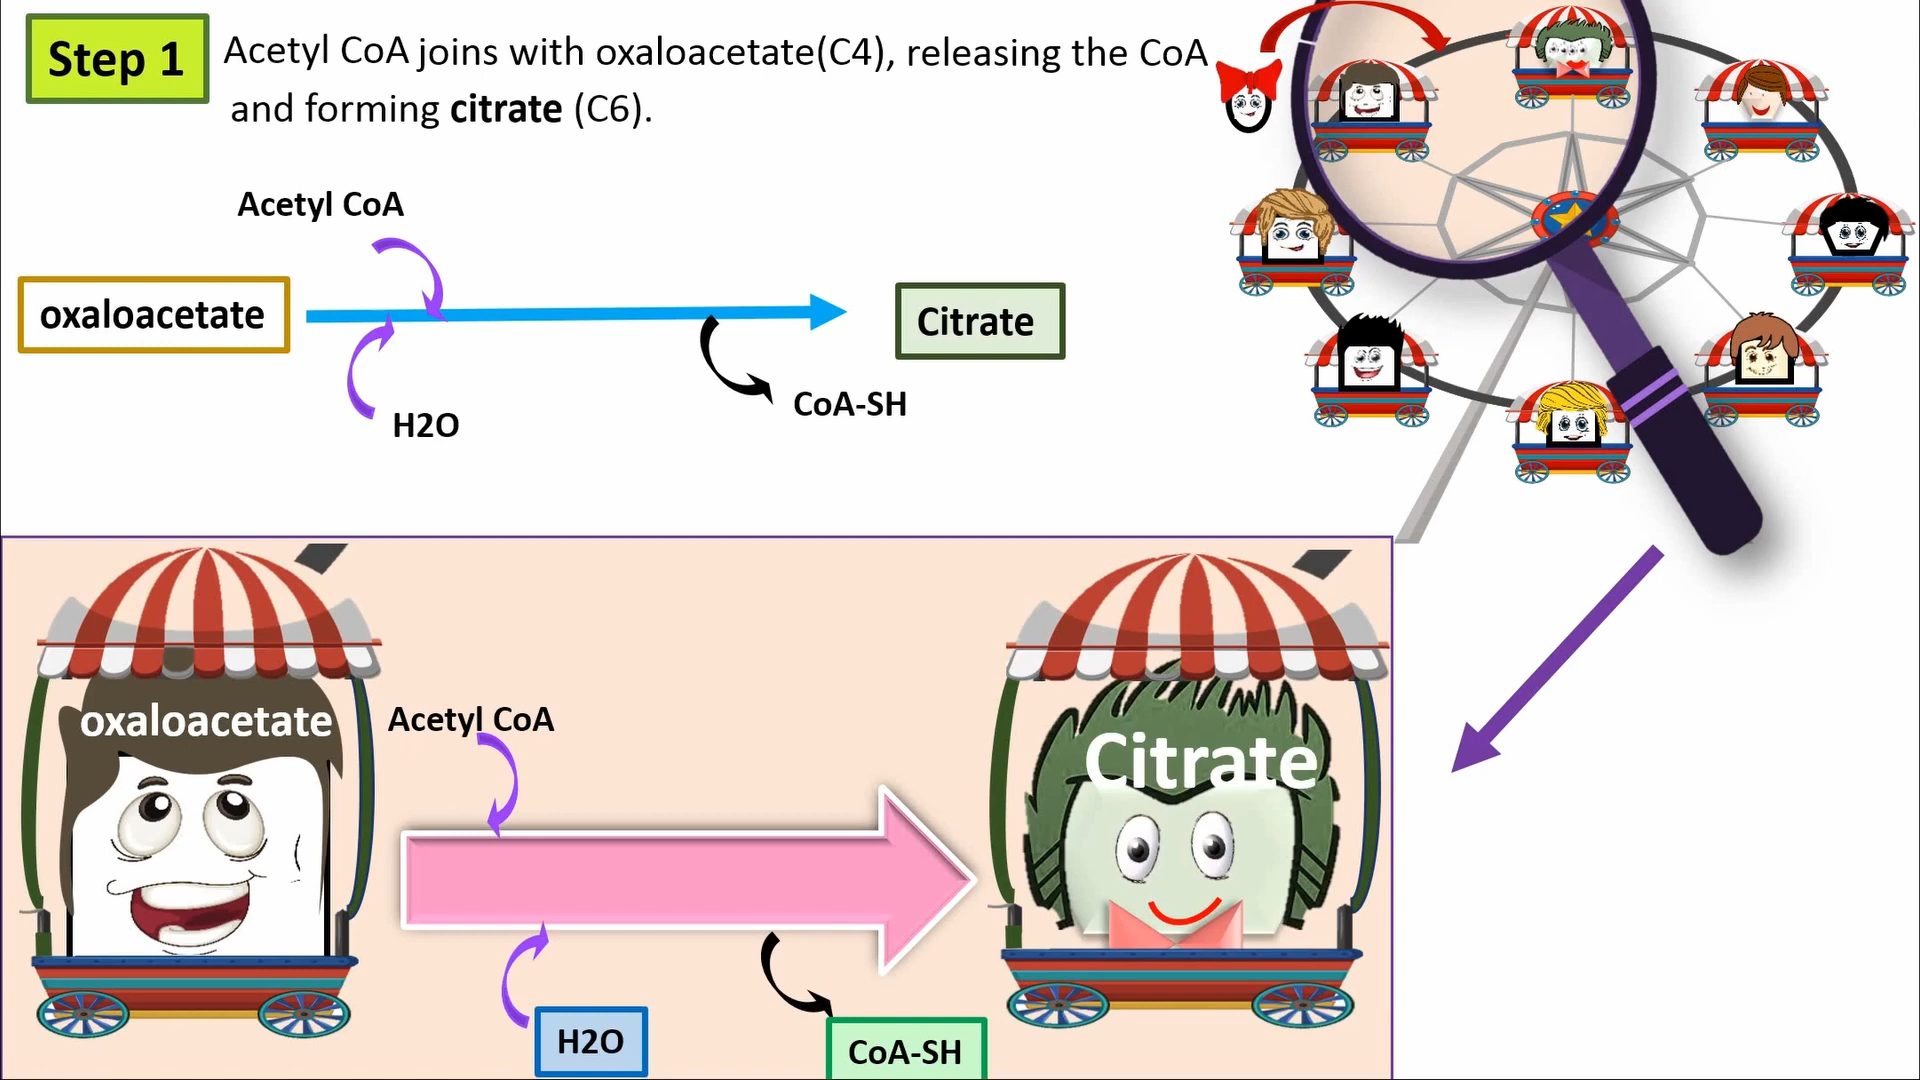 Step 1
Acetyl CoA joins with oxaloacetate(C4), releasing the CoA
and forming citrate (C6).
Acetyl CoA
oxaloacetate
Citrate
CoA-SH
H2O
oxaloacetate
Acetyl CoA
Citrate
H2O
CoA-SH